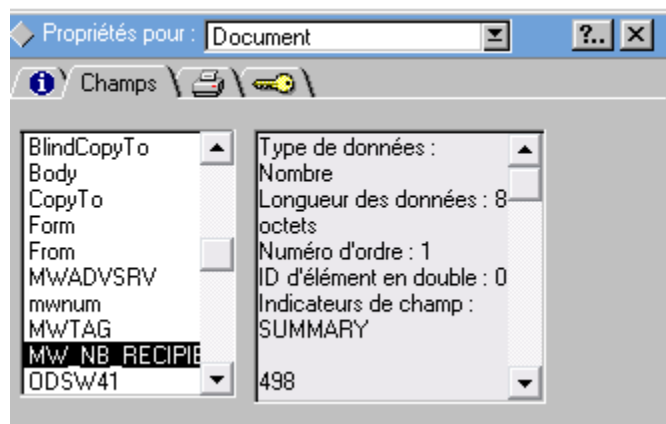 Propriétés pour : Document
?..
Champs
BlindCopyTo
Body
CopyTo
Form
From
MWADVSRV
mwnum
MWTAG
MW_NB_RECIPIE
ODSW41
Type de données :
Nombre
Longueur des données : 8
octets
Numéro d'ordre : 1
ID d'élément en double : 0
Indicateurs de champ :
SUMMARY
498